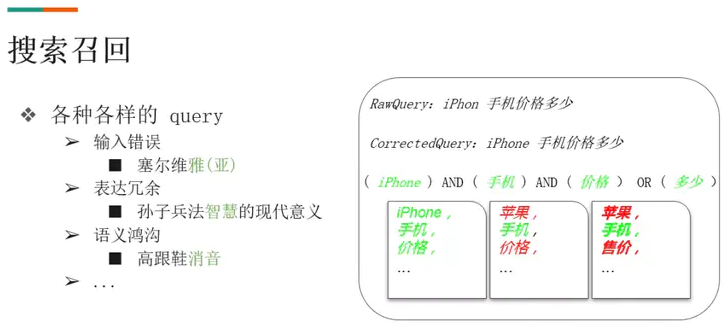 搜索召回
❖ 各种各样的 query
➢ 输入错误
■ 塞尔维雅(亚)
➢ 表达冗余
■ 孙子兵法智慧的现代意义
➢ 语义鸿沟
■ 高跟鞋消音
➢ ...
RawQuery: iPhon 手机价格多少
CorrectedQuery: iPhone 手机价格多少
( iPhone ) AND ( 手机 ) AND ( 价格 ) OR ( 多少 )
iPhone，
手机，
价格，
...
苹果，
手机，
价格，
...
苹果，
手机，
售价，
...